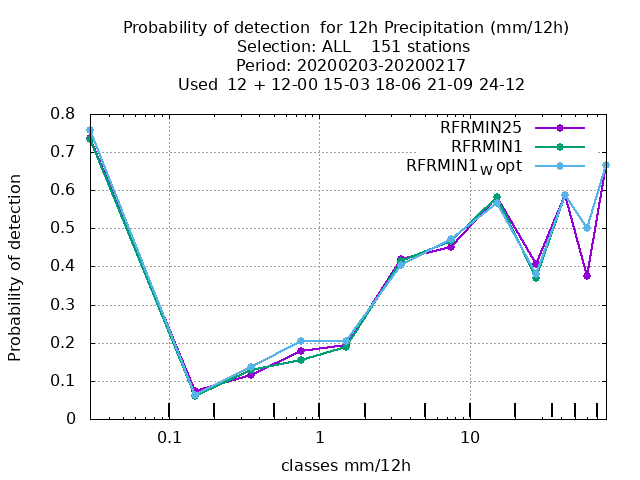 Probability of detection  for 12h Precipitation (mm/12h)
Selection: ALL    151 stations
Period: 20200203-20200217
Used  12 + 12-00 15-03 18-06 21-09 24-12
RFRMIN25
RFRMIN1
RFRMIN1_W opt
Probability of detection
0.8
0.7
0.6
0.5
0.4
0.3
0.2
0.1
0
0.1 1 10
classes mm/12h